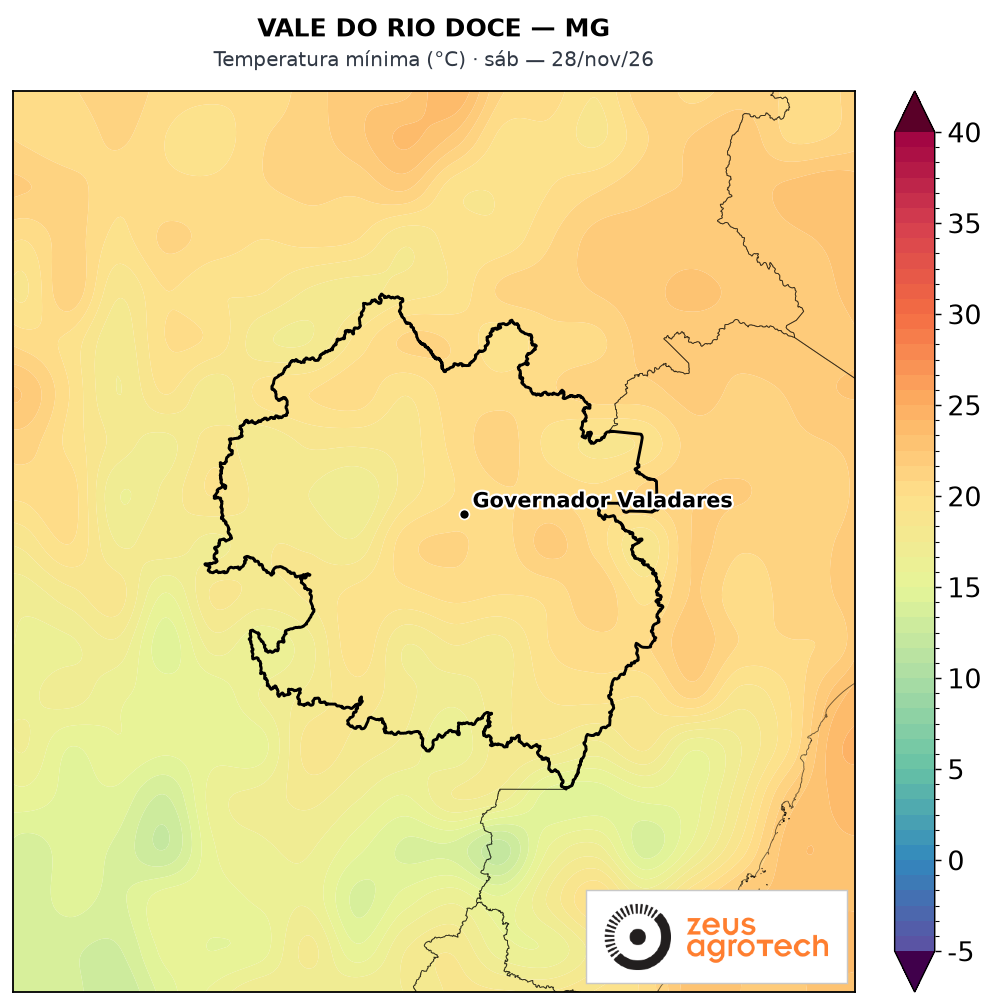 VALE DO RIO DOCE — MG
Temperatura mínima (°C) · sáb — 28/nov/26
40
35
30
25
20
15
10
5
0
-5
Governador Valadares
zeus
agrotech